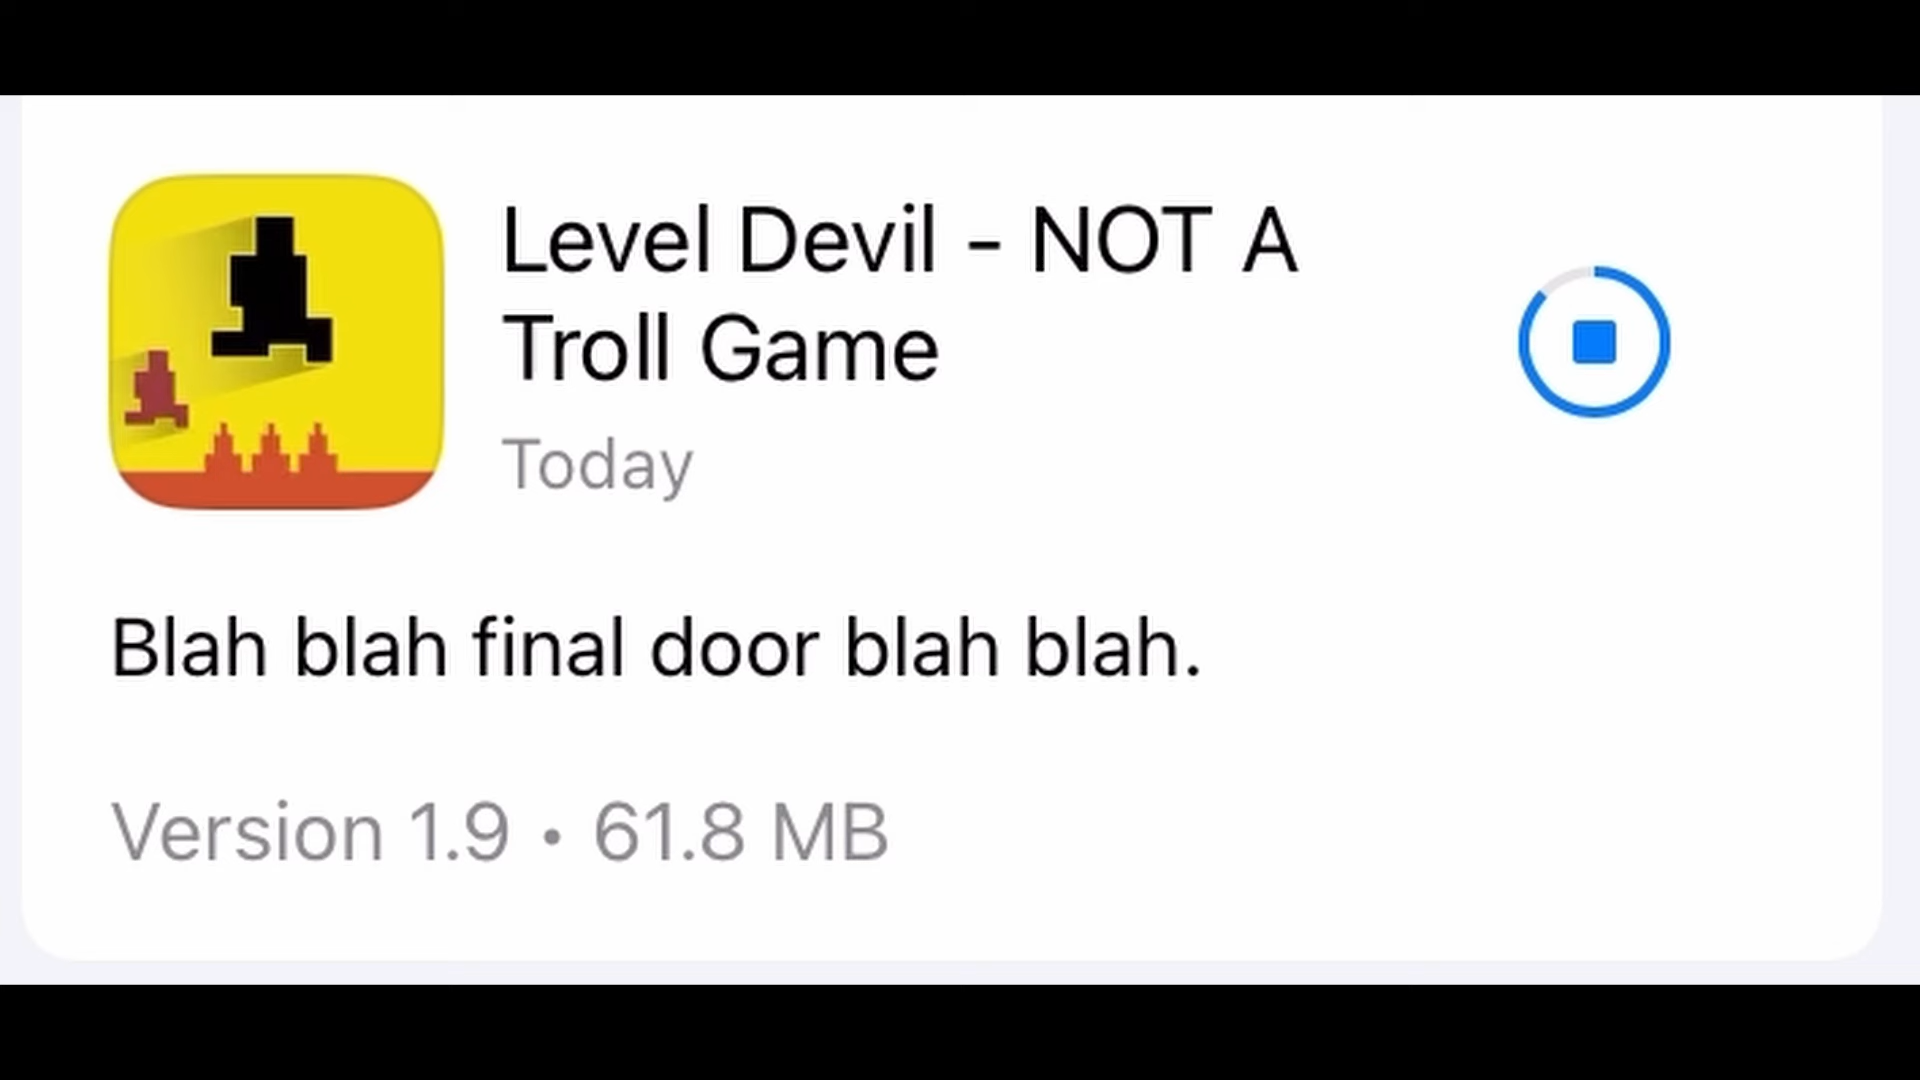 Level Devil - NOT A
Troll Game
Today
Blah blah final door blah blah.
Version 1.9 • 61.8 MB